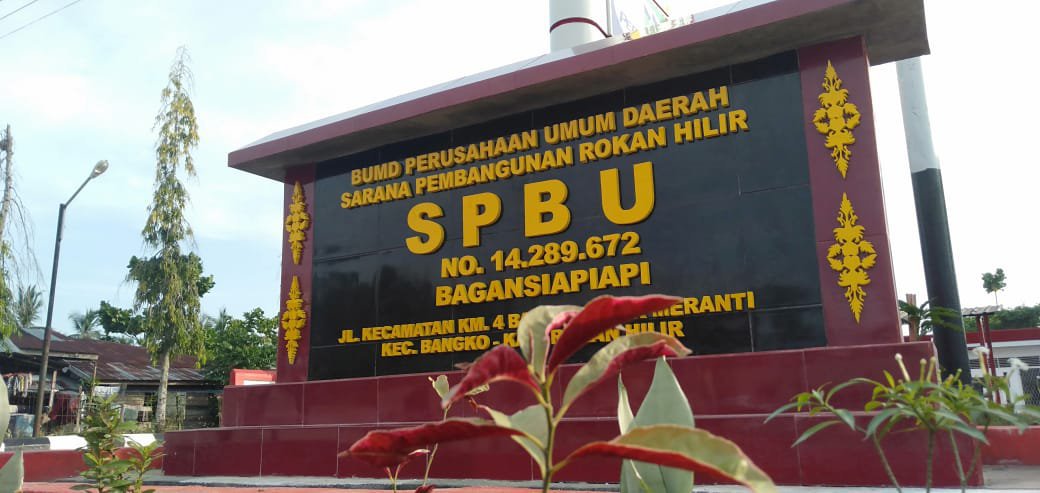 BUMD PERUSAHAAN UMUM DAERAH
SARANA PEMBANGUNAN ROKAN HILIR
SPBU
NO. 14.289.672
BAGANSIAPIAPI
JL. KECAMATAN KM. 4 MERANTI
KEC. BANGKO - HILIR